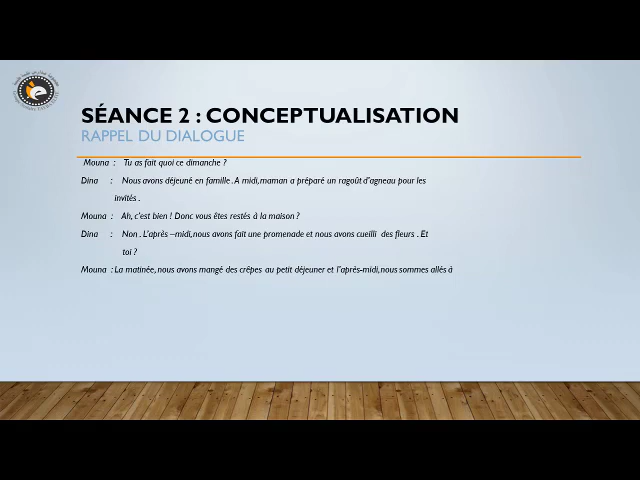 SÉANCE 2 : CONCEPTUALISATION
RAPPEL DU DIALOGUE
Mouna : Tu as fait quoi ce dimanche ?
Dina : Nous avons déjeuné en famille . A midi, maman a préparé un ragoût d'agneau pour les
invités .
Mouna : Ah, c'est bien ! Donc vous êtes restés à la maison ?
Dina : Non . L'après –midi, nous avons fait une promenade et nous avons cueilli des fleurs . Et
toi ?
Mouna : La matinée, nous avons mangé des crêpes au petit déjeuner et l'après-midi, nous sommes allés à